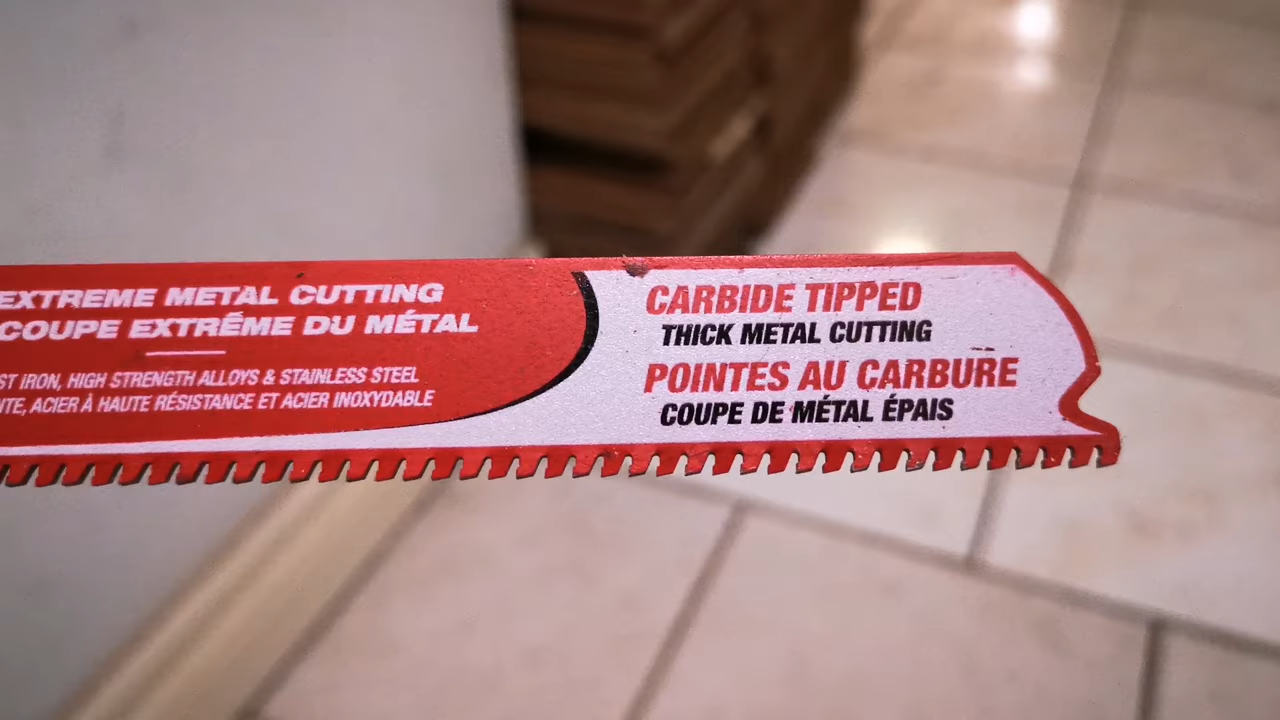 EXTREME METAL CUTTING
COUPE EXTRÊME DU MÉTAL
IRON, HIGH STRENGTH ALLOYS & STAINLESS STEEL
ACIER À HAUTE RÉSISTANCE ET ACIER INOXYDABLE
CARBIDE TIPPED
THICK METAL CUTTING
POINTES AU CARBURE
COUPE DE MÉTAL ÉPAIS